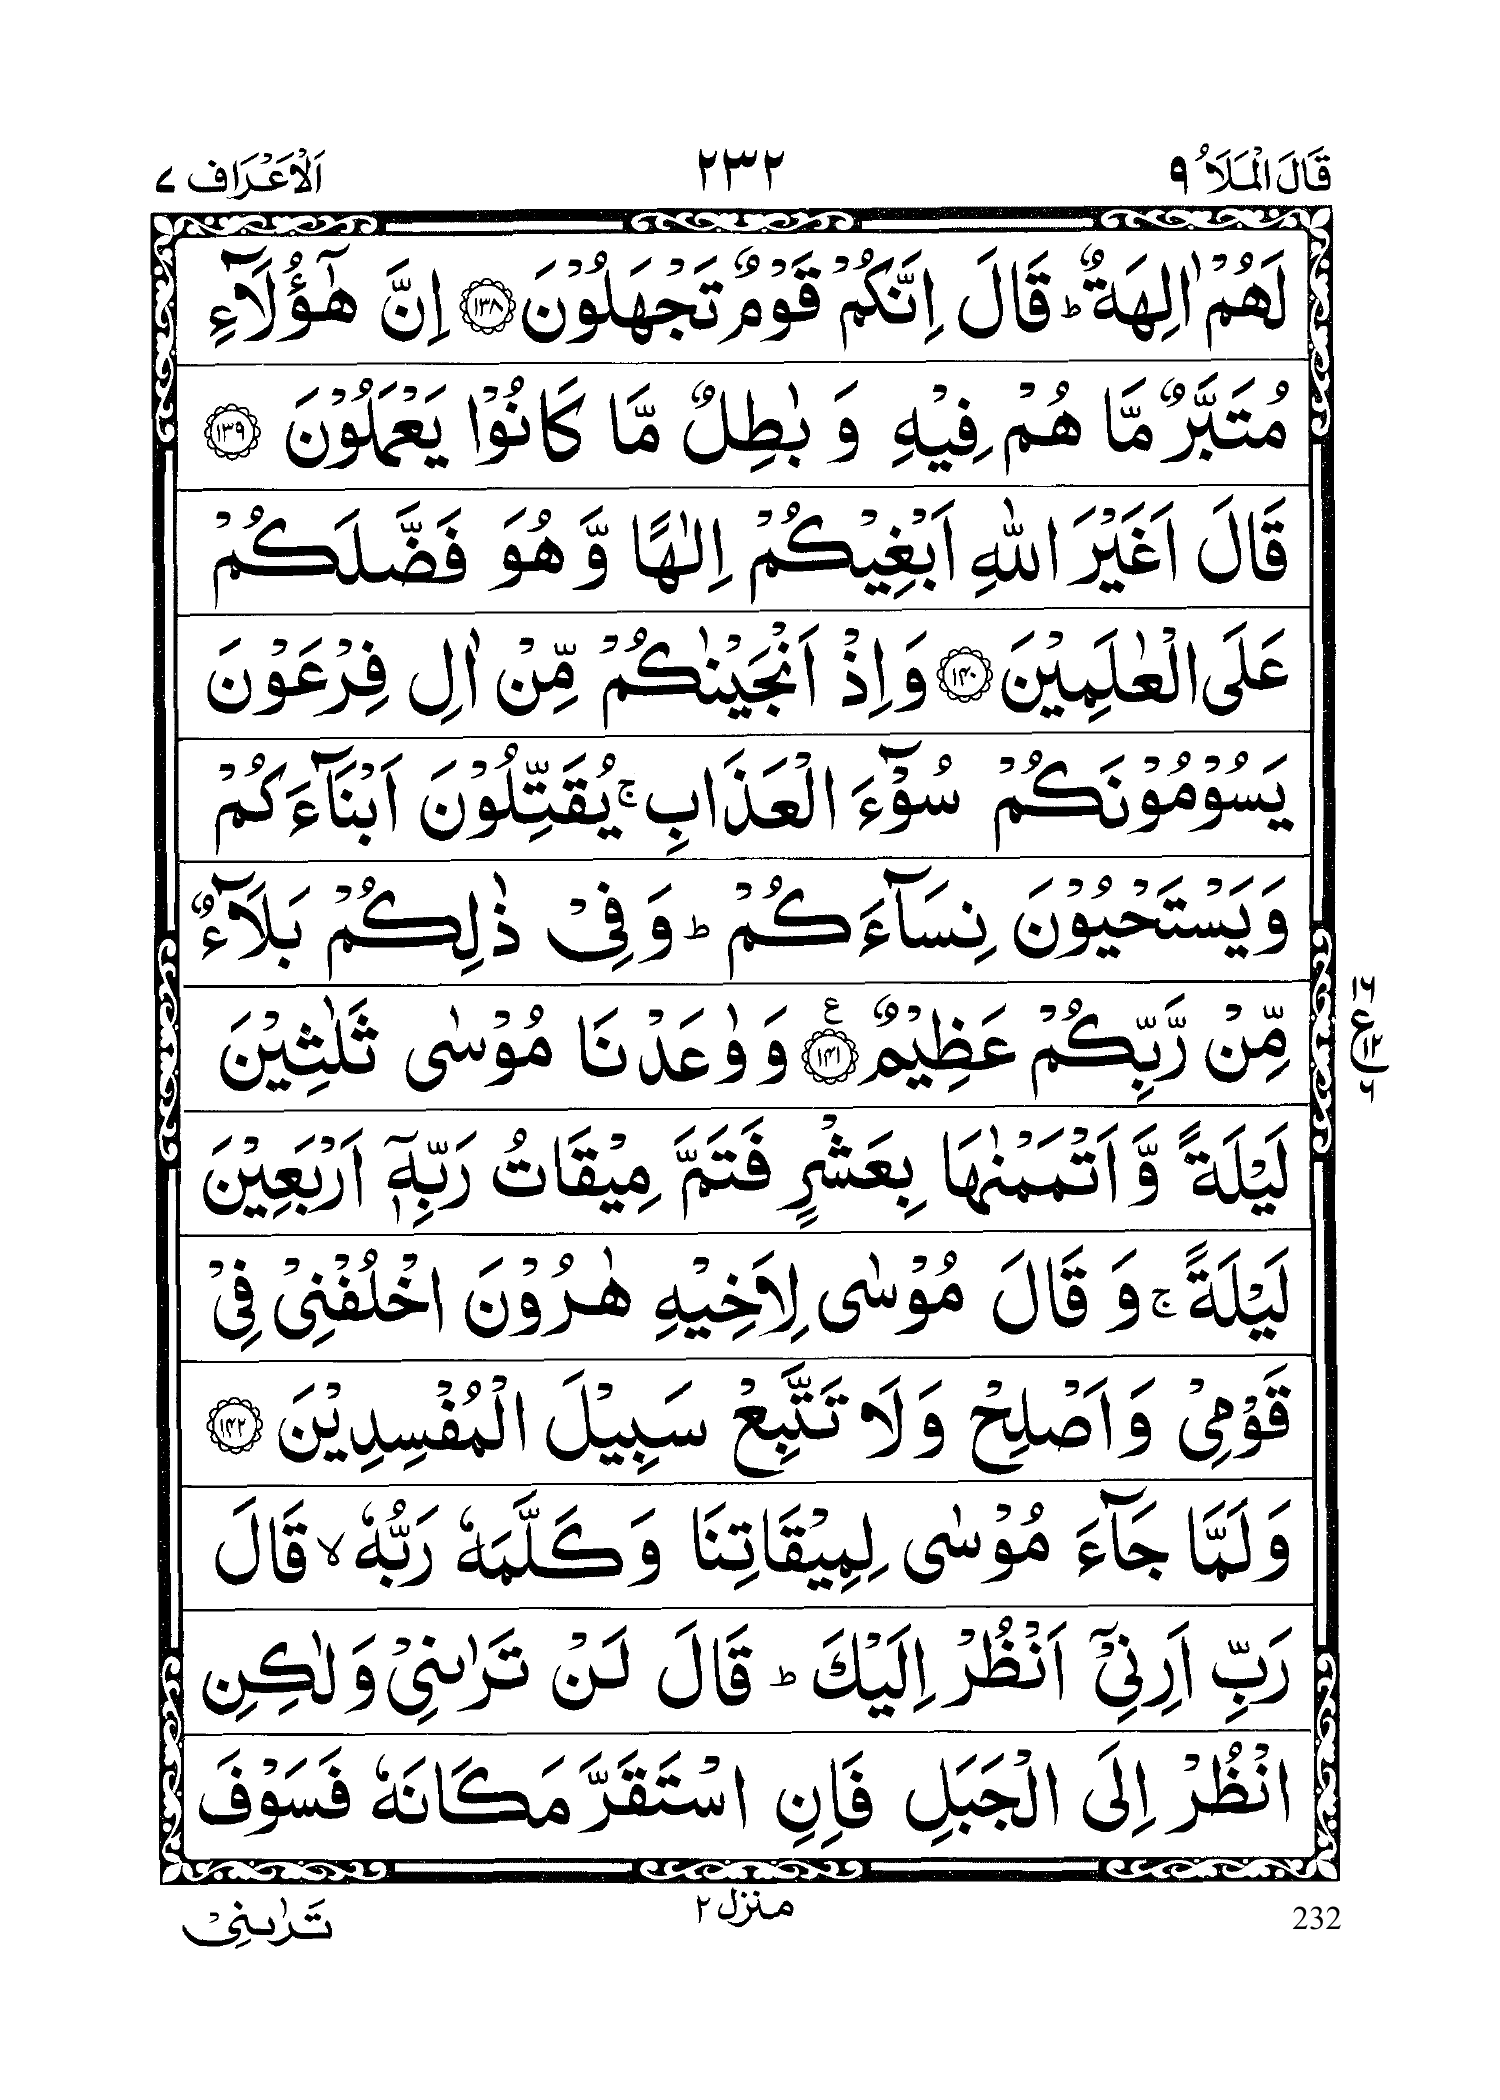 قَالَ الْمَلَاُ ٩
٢٣٢
اَلْاَعْرَاف ٧
لَهُمْ اٰلِهَةٌ ؕ قَالَ اِنَّكُمْ قَوْمٌ تَجْهَلُوْنَ ۝١٣٨ اِنَّ هٰۤؤُلَآءِ
مُتَبَّرٌ مَّا هُمْ فِيْهِ وَ بٰطِلٌ مَّا كَانُوْا يَعْمَلُوْنَ ۝١٣٩
قَالَ اَغَيْرَ اللّٰهِ اَبْغِيْكُمْ اِلٰهًا وَّ هُوَ فَضَّلَكُمْ
عَلَى الْعٰلَمِيْنَ ۝١٤٠ وَ اِذْ اَنْجَيْنٰكُمْ مِّنْ اٰلِ فِرْعَوْنَ
يَسُوْمُوْنَكُمْ سُوْٓءَ الْعَذَابِ ۚ يُقَتِّلُوْنَ اَبْنَآءَكُمْ
وَ يَسْتَحْيُوْنَ نِسَآءَكُمْ ؕ وَ فِيْ ذٰلِكُمْ بَلَآءٌ
مِّنْ رَّبِّكُمْ عَظِيْمٌ ۝١٤١ ع وَ وٰعَدْنَا مُوْسٰى ثَلٰثِيْنَ
لَيْلَةً وَّ اَتْمَمْنٰهَا بِعَشْرٍ فَتَمَّ مِيْقَاتُ رَبِّهٖۤ اَرْبَعِيْنَ
لَيْلَةً ۚ وَ قَالَ مُوْسٰى لِاَخِيْهِ هٰرُوْنَ اخْلُفْنِيْ فِيْ
قَوْمِيْ وَ اَصْلِحْ وَلَا تَتَّبِعْ سَبِيْلَ الْمُفْسِدِيْنَ ۝١٤٢
وَ لَمَّا جَآءَ مُوْسٰى لِمِيْقَاتِنَا وَ كَلَّمَهٗ رَبُّهٗ ۙ قَالَ
رَبِّ اَرِنِيْۤ اَنْظُرْ اِلَيْكَ ؕ قَالَ لَنْ تَرٰىنِيْ وَلٰكِنِ
انْظُرْ اِلَى الْجَبَلِ فَاِنِ اسْتَقَرَّ مَكَانَهٗ فَسَوْفَ
١٦
ع ١٢
٦
تَرٰىنِيْ
منزل ٢
232